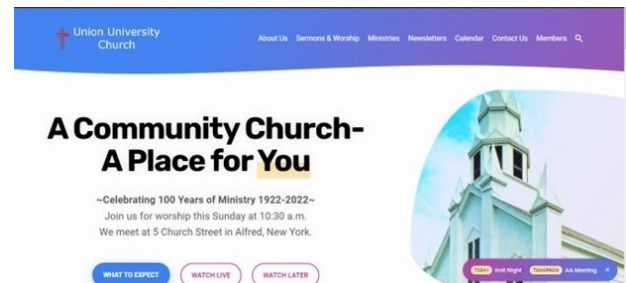 Union University
Church
About Us Sermons & Worship Ministries Newsletters Calendar Contact Us Members
A Community Church-
A Place for You
~Celebrating 100 Years of Ministry 1922-2022~
Join us for worship this Sunday at 10:30 a.m.
We meet at 5 Church Street in Alfred, New York.
WHAT TO EXPECT WATCH LIVE WATCH LATER
TODAY Knit Night TOMORROW AA Meeting ×